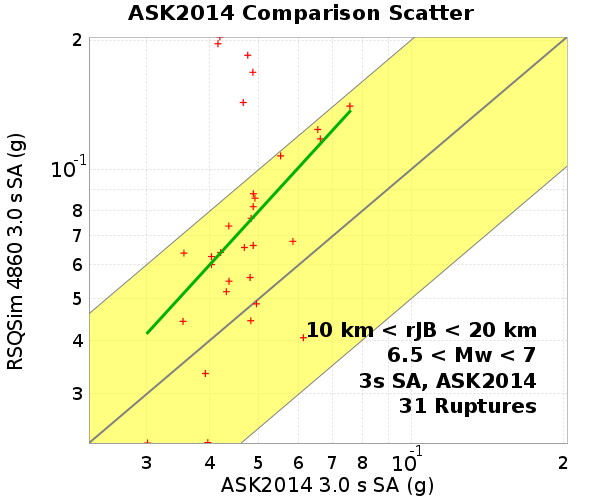 ASK2014 Comparison Scatter
2
10-1
8
7
6
5
4
3
RSQSim 4860 3.0 s SA (g)
10 km < rJB < 20 km
6.5 < Mw < 7
3s SA, ASK2014
31 Ruptures
3 4 5 6 7 8 10-1 2
ASK2014 3.0 s SA (g)